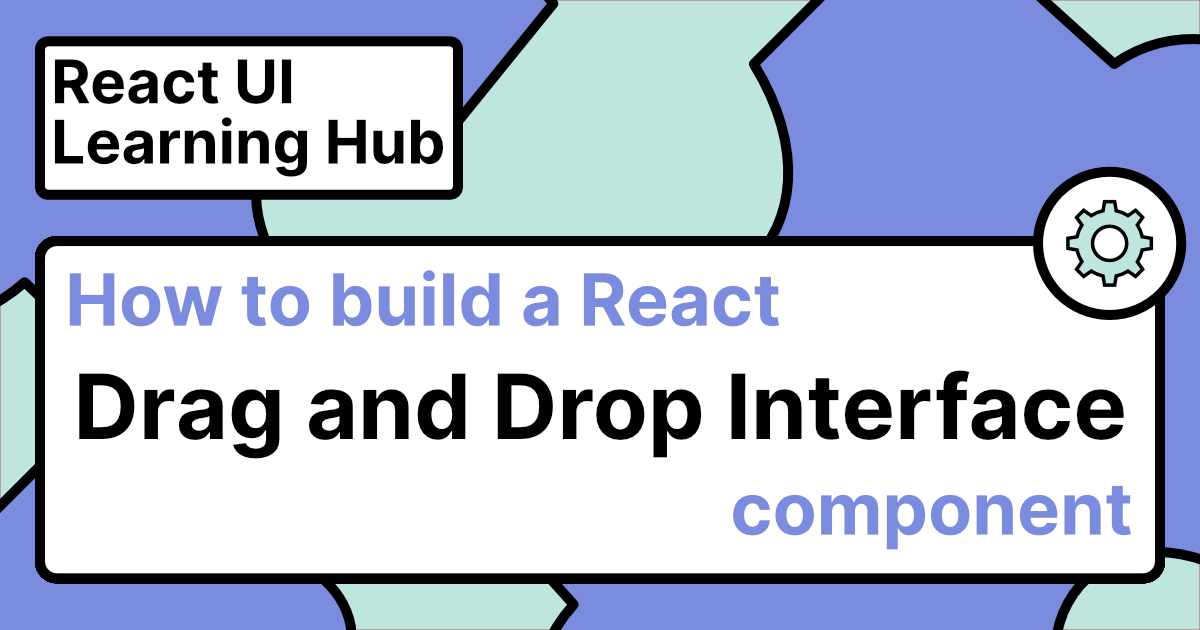 React UI
Learning Hub
How to build a React
Drag and Drop Interface
component